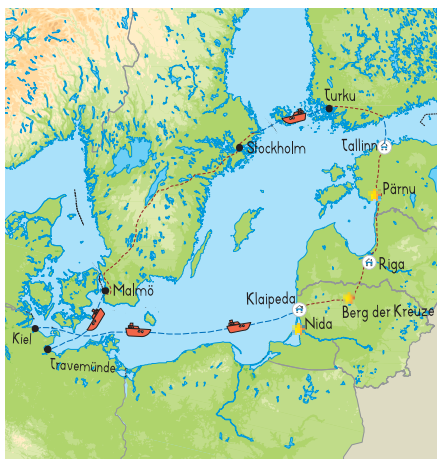 Turku
Stockholm
Tallinn
Pärnu
Riga
Malmö
Klaipeda
Berg der Kreuze
Kiel
Nida
Travemünde